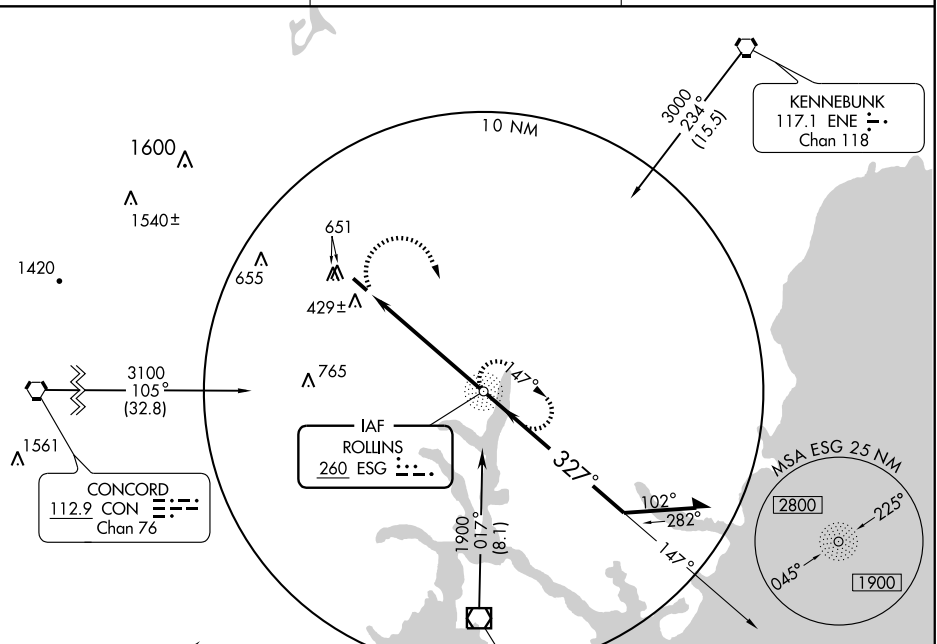 KENNEBUNK
117.1 ENE
Chan 118
3000
234°
(15.5)
10 NM
1600
1540±
651
655
1420
429±
765
3100
105°
(32.8)
147°
IAF
ROLLINS
260 ESG
1561
CONCORD
112.9 CON
Chan 76
327°
102°
282°
147°
1900
017°
(8.1)
MSA ESG 25 NM
2800
225°
045°
1900